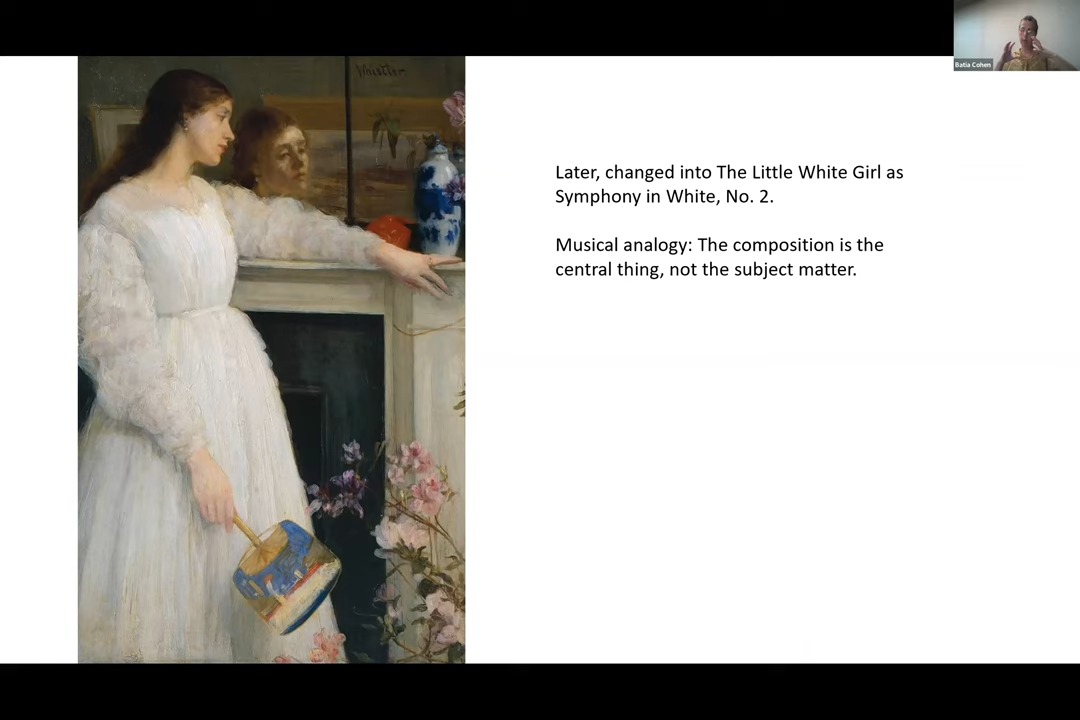 Batia Cohen
Whistler
Later, changed into The Little White Girl as
Symphony in White, No. 2.
Musical analogy: The composition is the
central thing, not the subject matter.